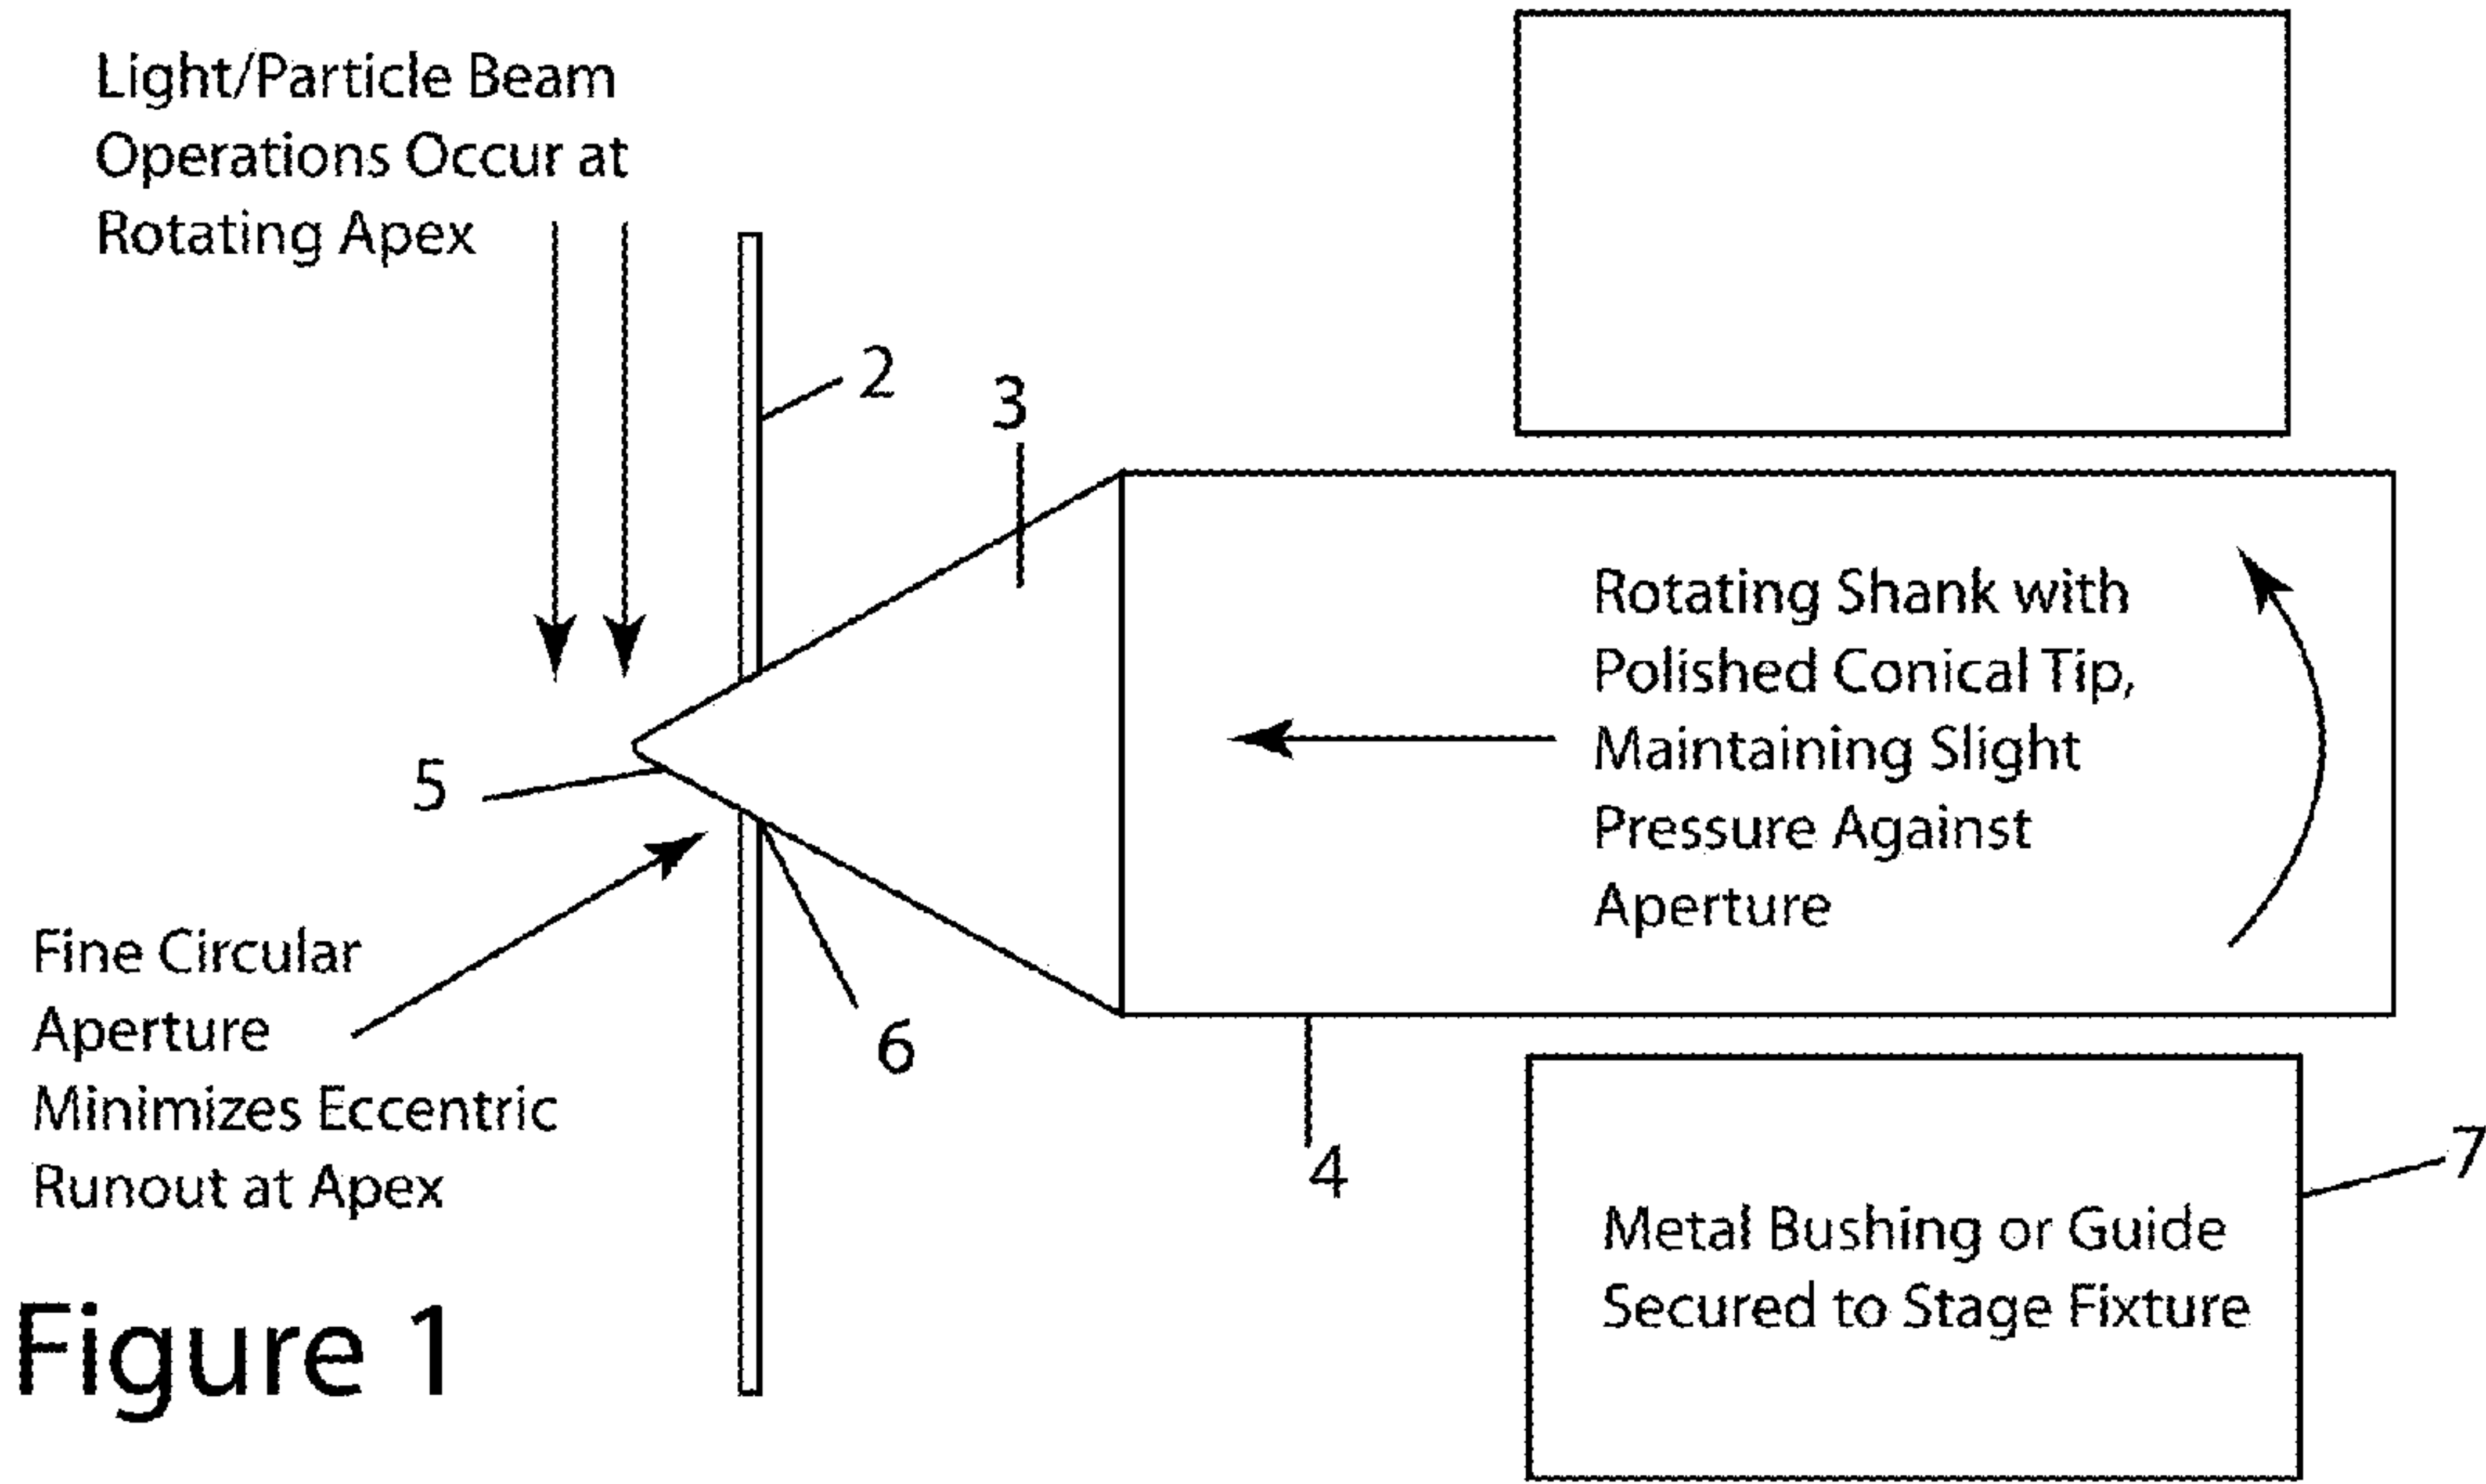 Light/Particle Beam
Operations Occur at
Rotating Apex
2
3
Rotating Shank with
Polished Conical Tip,
Maintaining Slight
Pressure Against
Aperture
5
Fine Circular
Aperture
Minimizes Eccentric
Runout at Apex
6
4
7
Metal Bushing or Guide
Secured to Stage Fixture
Figure 1